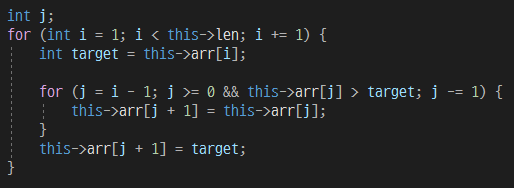 int j;
for (int i = 1; i < this->len; i += 1) {
    int target = this->arr[i];

    for (j = i - 1; j >= 0 && this->arr[j] > target; j -= 1) {
        this->arr[j + 1] = this->arr[j];
    }
    this->arr[j + 1] = target;
}